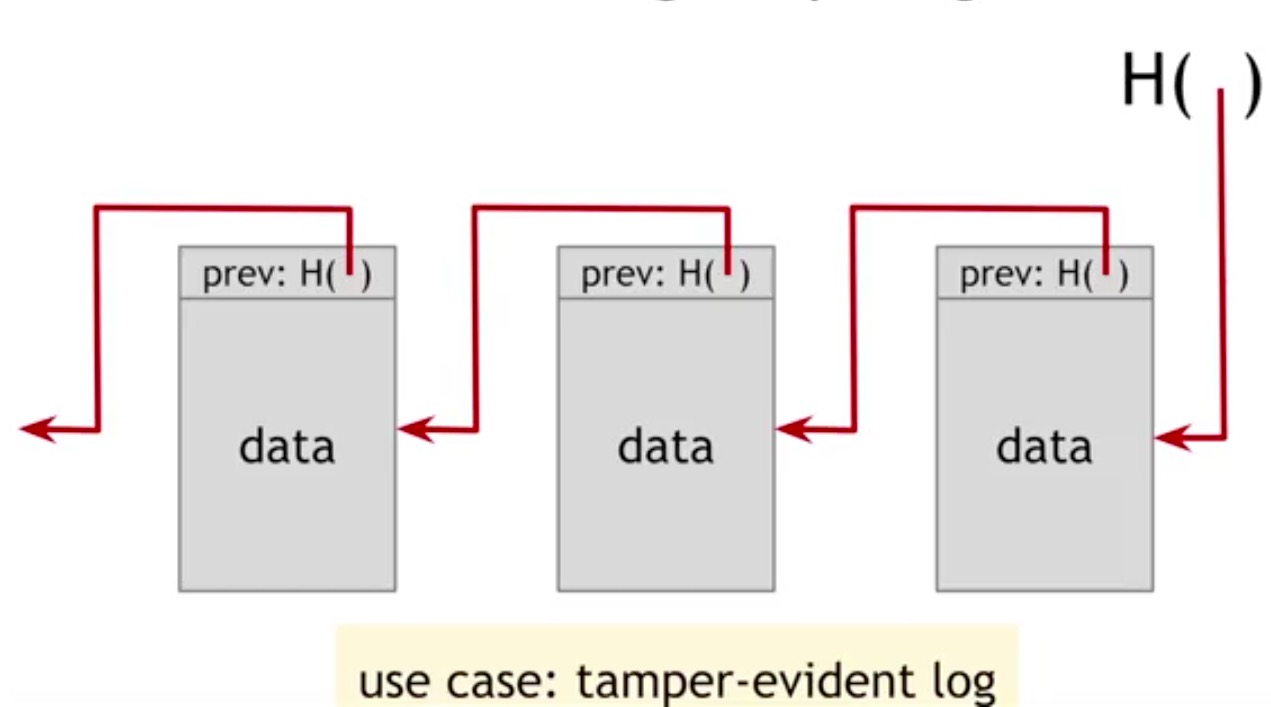 H( )
prev: H( )
prev: H( )
prev: H( )
data
data
data
use case: tamper-evident log